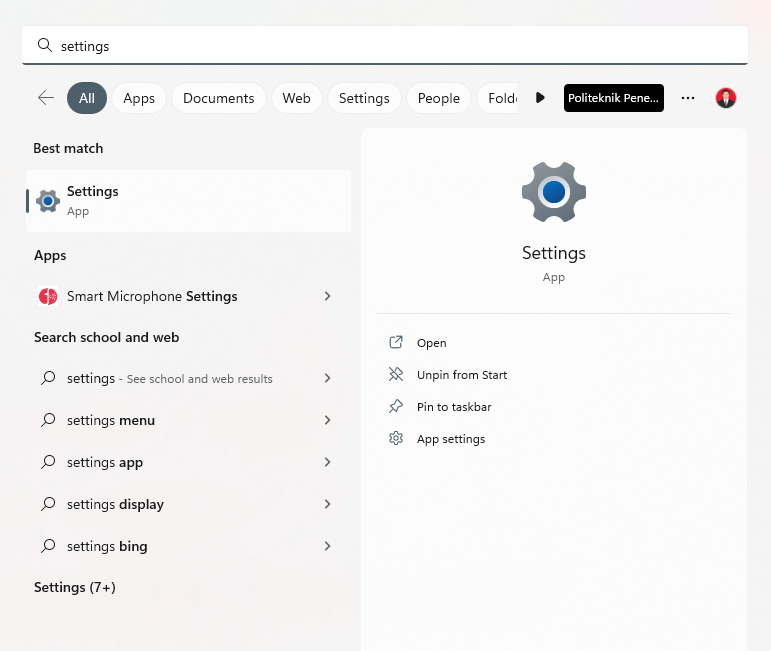 settings
All
Apps
Documents
Web
Settings
People
Politeknik Pene...
Best match
Settings
App
Apps
Smart Microphone Settings
Search school and web
settings - See school and web results
settings menu
settings app
settings display
settings bing
Settings (7+)
Settings
App
Open
Unpin from Start
Pin to taskbar
App settings